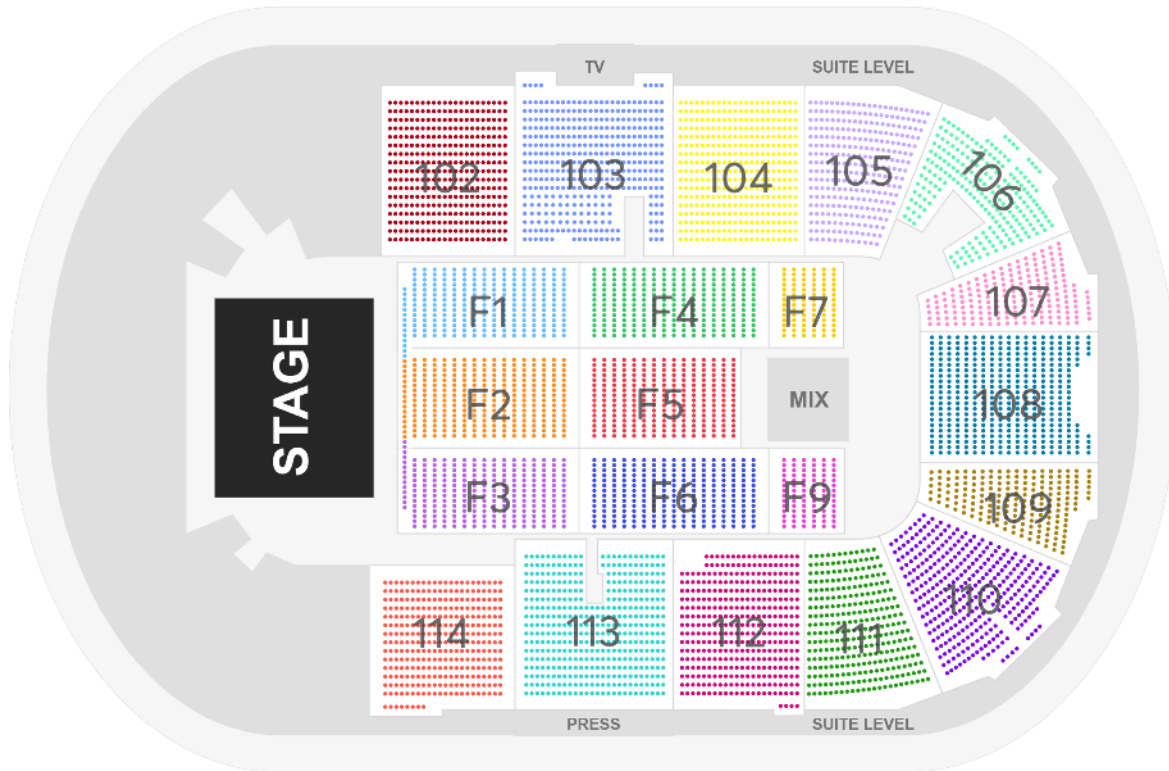 TV
SUITE LEVEL
102
103
104
105
106
107
F1
F4
F7
STAGE
F2
F5
MIX
108
F3
F6
F9
109
110
114
113
112
111
PRESS
SUITE LEVEL